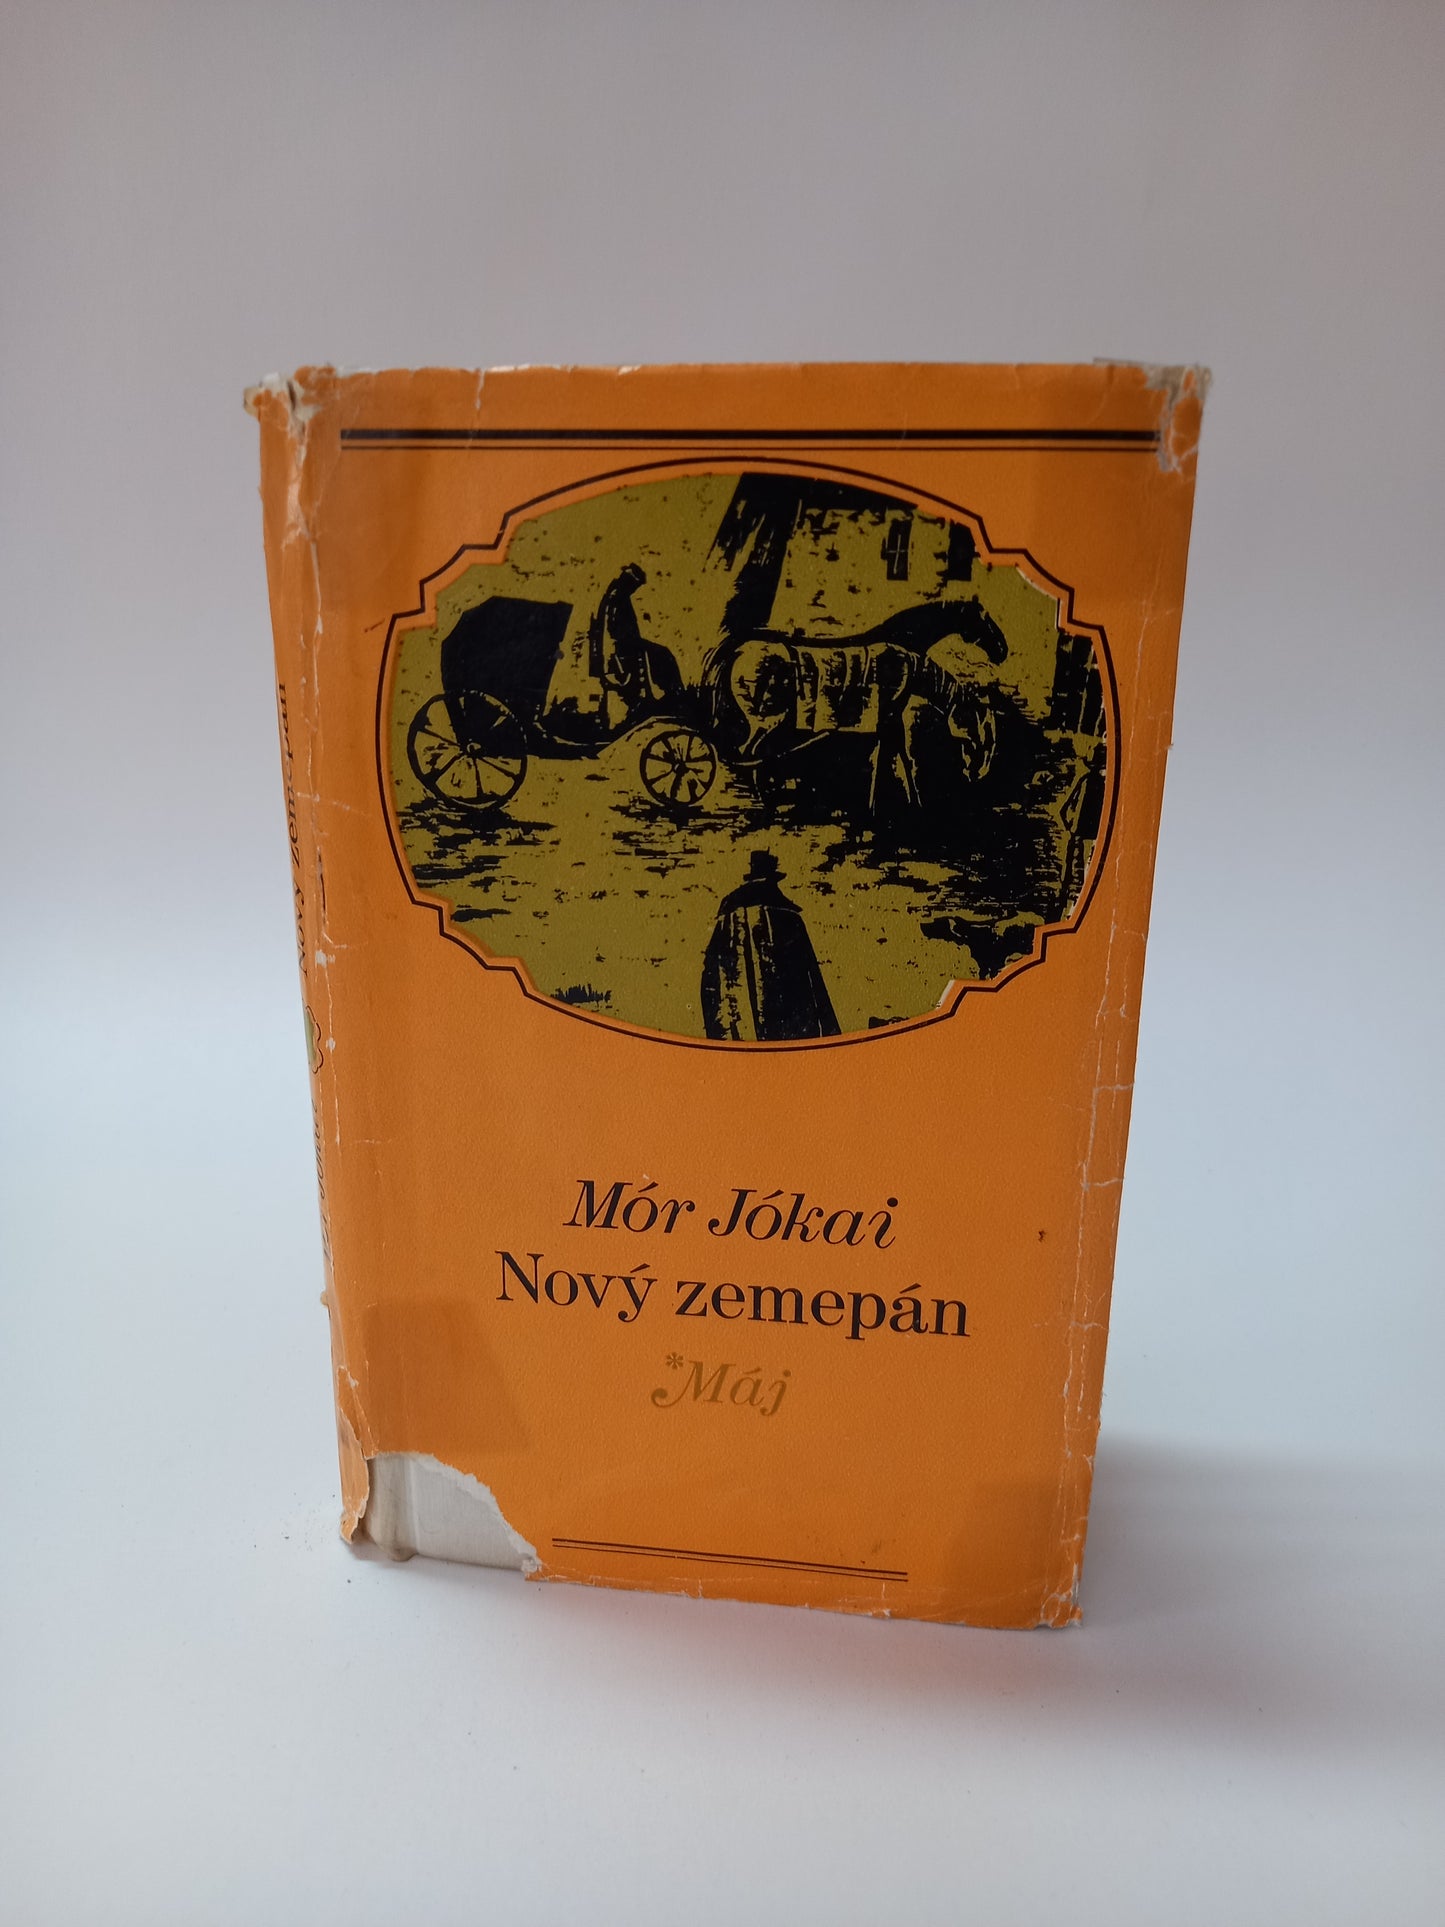 Mór Jókai
Nový zemepán
*Máj
Nový zemepán